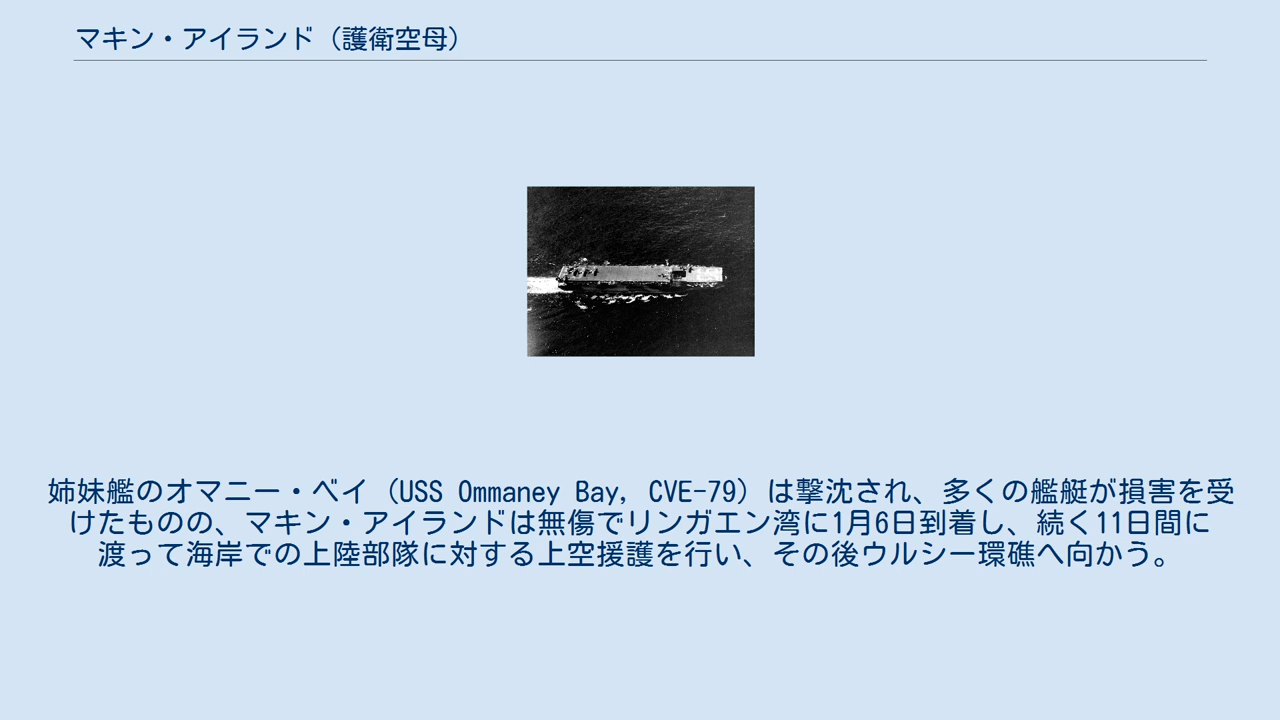 マキン・アイランド（護衛空母）
姉妹艦のオマニー・ベイ（USS Ommaney Bay, CVE-79）は撃沈され、多くの艦艇が損害を受
けたものの、マキン・アイランドは無傷でリンガエン湾に1月6日到着し、続く11日間に
渡って海岸での上陸部隊に対する上空援護を行い、その後ウルシー環礁へ向かう。